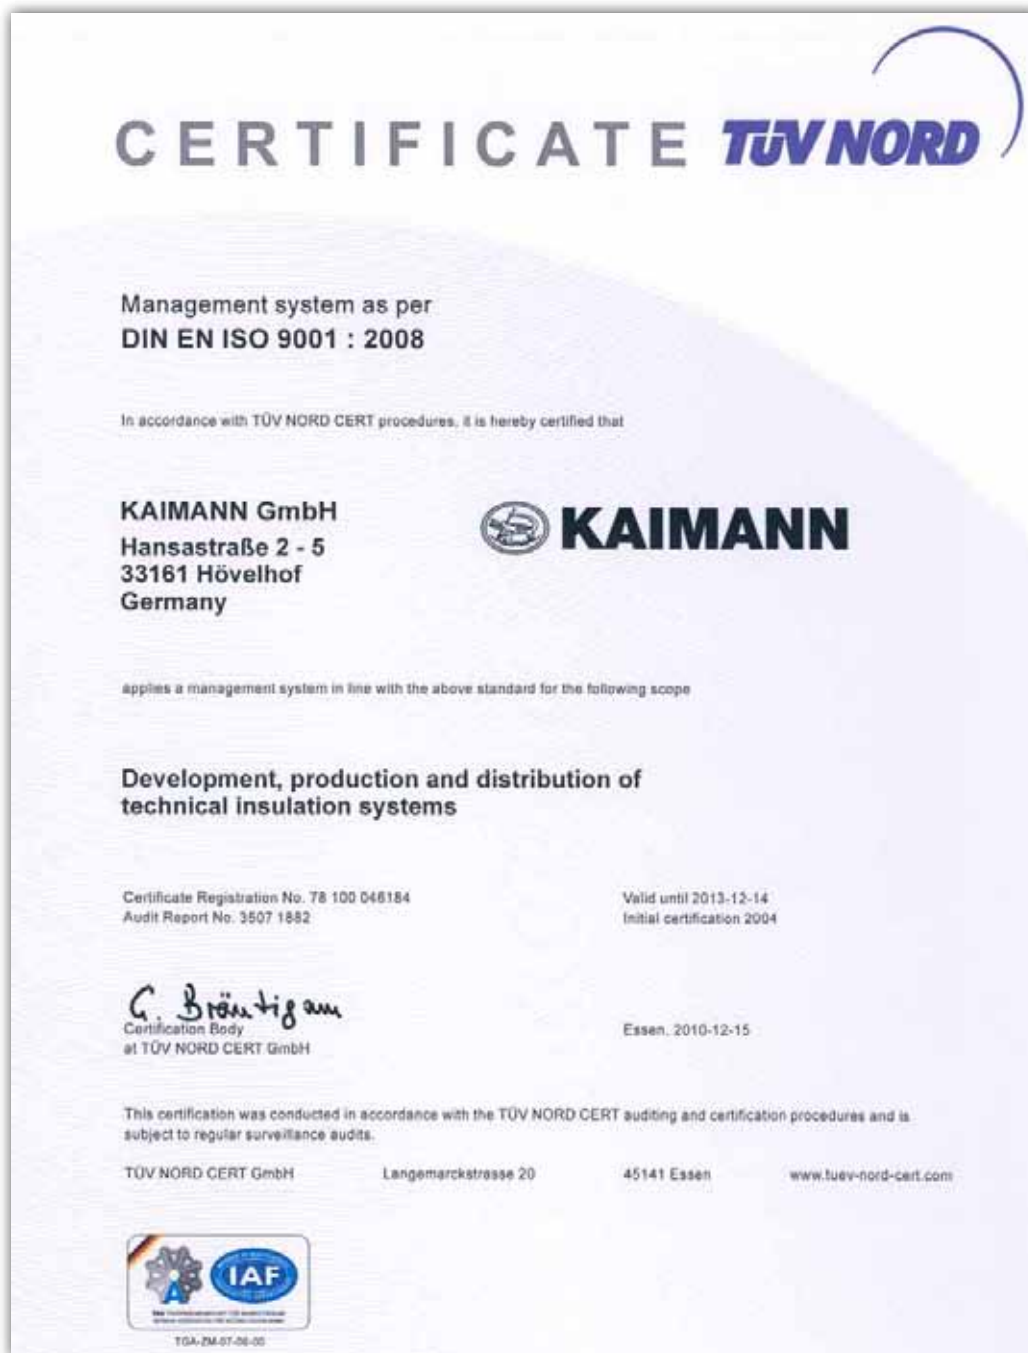 CERTIFICATE TÜV NORD
Management system as per
DIN EN ISO 9001 : 2008
In accordance with TÜV NORD CERT procedures, it is hereby certified that
KAIMANN GmbH
Hansastraße 2 - 5
33161 Hövelhof
Germany
KAIMANN
applies a management system in line with the above standard for the following scope
Development, production and distribution of
technical insulation systems
Certificate Registration No. 78 100 046184
Audit Report No. 3507 1882
Valid until 2013-12-14
Initial certification 2004
G. Bräutigam
Certification Body
at TÜV NORD CERT GmbH
Essen, 2010-12-15
This certification was conducted in accordance with the TÜV NORD CERT auditing and certification procedures and is
subject to regular surveillance audits.
TÜV NORD CERT GmbH Langemarckstrasse 20 45141 Essen www.tuev-nord-cert.com
IAF
TGA-ZM-07-06-00